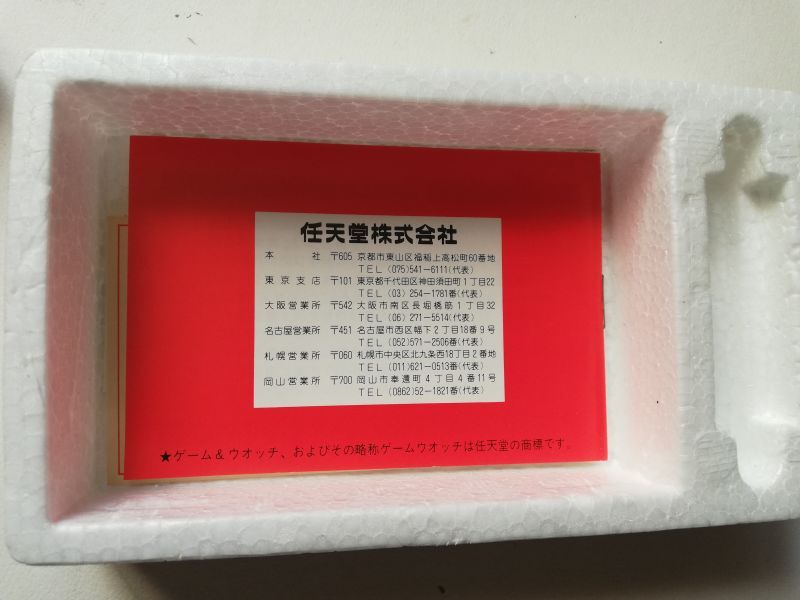 任天堂株式会社
本社 〒605 京都市東山区福稲上高松町60番地
TEL (075)541-6111(代表)
東京支店 〒101 東京都千代田区神田須田町1丁目22
TEL (03) 254-1781番(代表)
大阪営業所 〒542 大阪市南区長堀橋筋1丁目32
TEL (06) 271-5514(代表)
名古屋営業所 〒451 名古屋市西区幅下2丁目18番9号
TEL (052)571-2506番(代表)
札幌営業所 〒060 札幌市中央区北九条西18丁目2番地
TEL (011)621-0513番(代表)
岡山営業所 〒700 岡山市奉還町4丁目4番11号
TEL (0862)52-1821番(代表)
★ゲーム&ウオッチ、およびその略称ゲームウオッチは任天堂の商標です。